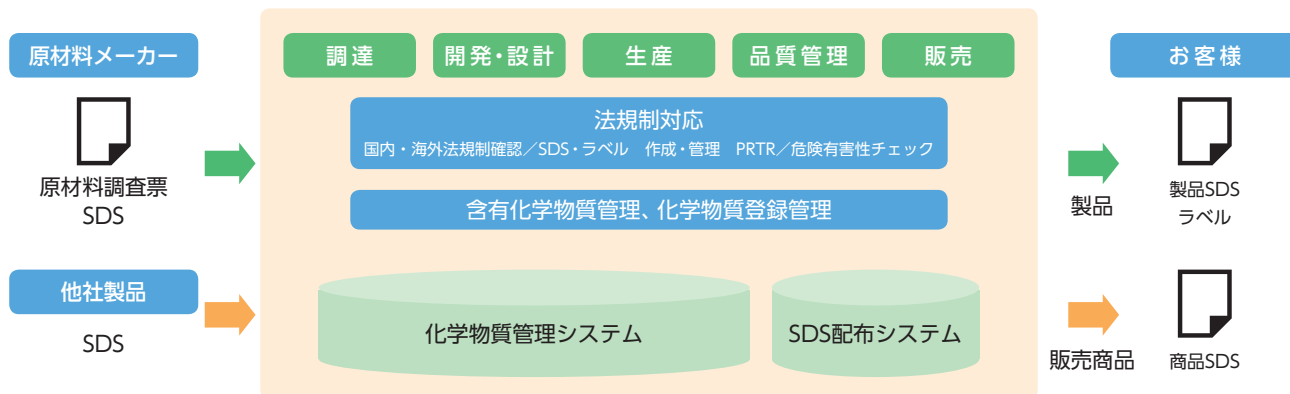 原材料メーカー
原材料調査票
SDS
他社製品
SDS
調達
開発・設計
生産
品質管理
販売
法規制対応
国内・海外法規制確認／SDS・ラベル　作成・管理　PRTR／危険有害性チェック
含有化学物質管理、化学物質登録管理
化学物質管理システム
SDS配布システム
製品
販売商品
お客様
製品SDS
ラベル
商品SDS